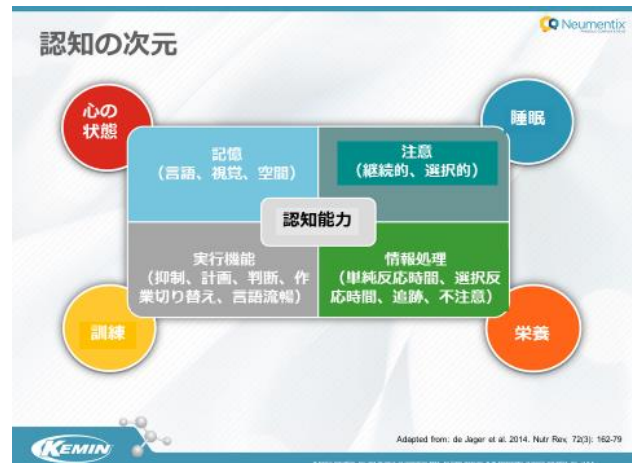 認知の次元
Neumentix
心の
状態
睡眠
記憶
（言語、視覚、空間）
注意
（継続的、選択的）
認知能力
実行機能
（抑制、計画、判断、作
業切り替え、言語流暢）
情報処理
（単純反応時間、選択反
応時間、追跡、不注意）
訓練
栄養
Adapted from: de Jager et al. 2014. Nutr Rev, 72(3): 162-79
KEMIN